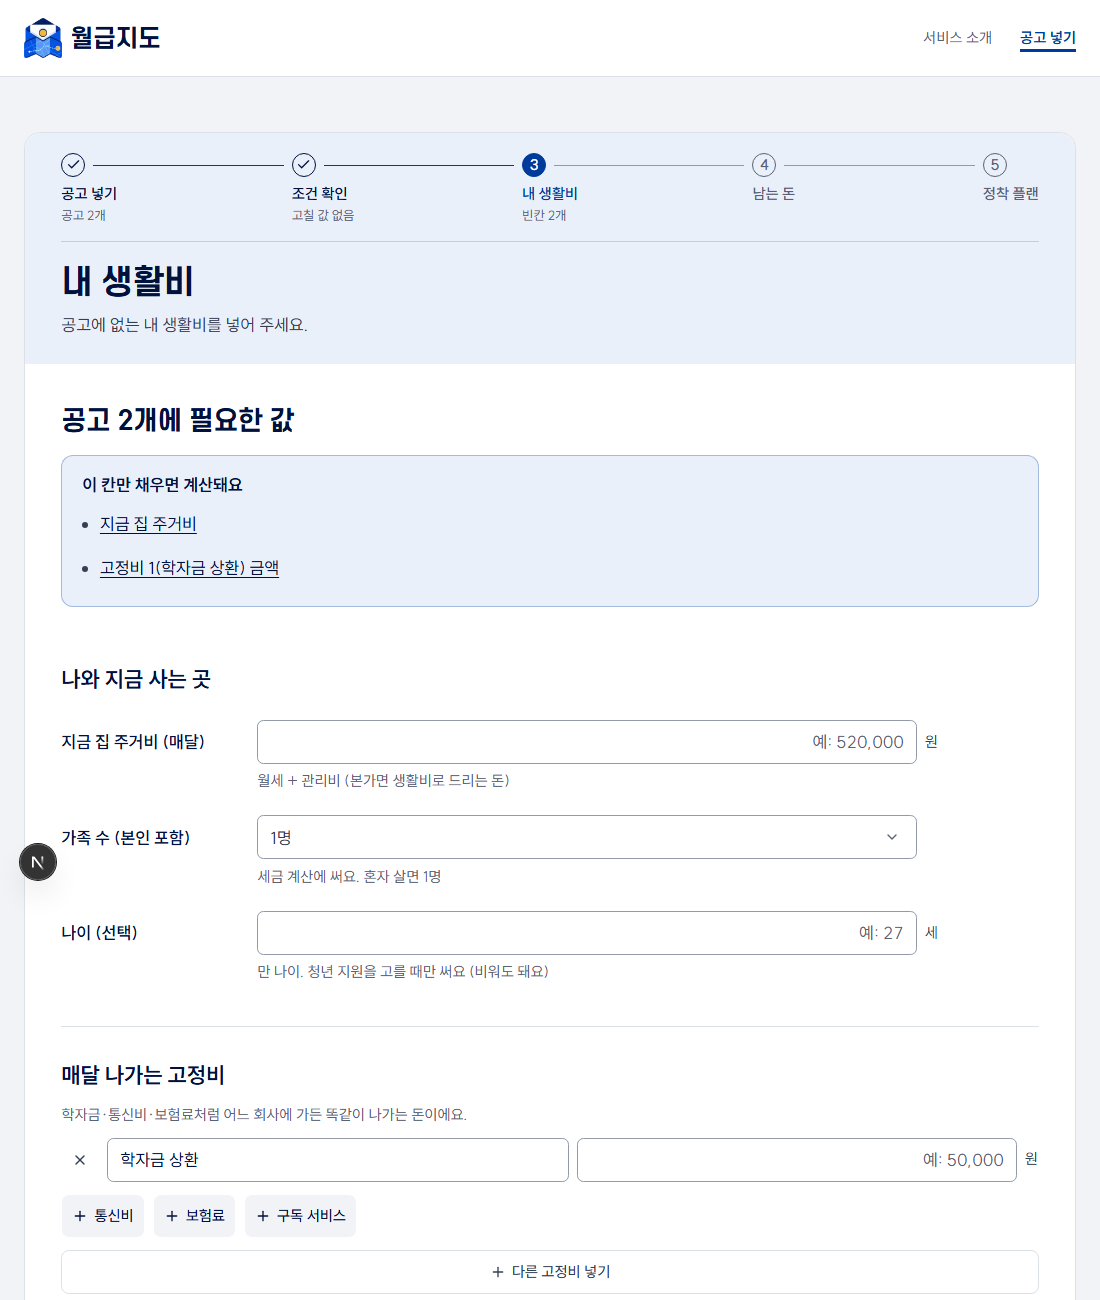 월급지도
서비스 소개
공고 넣기
3
4
5
공고 넣기
조건 확인
내 생활비
남는 돈
정착 플랜
공고 2개
고칠 값 없음
빈칸 2개
내 생활비
공고에 없는 내 생활비를 넣어 주세요.
공고 2개에 필요한 값
이 칸만 채우면 계산돼요
• 지금 집 주거비
• 고정비 1(학자금 상환) 금액
나와 지금 사는 곳
지금 집 주거비 (매달)
예: 520,000
원
월세 + 관리비 (본가면 생활비로 드리는 돈)
가족 수 (본인 포함)
1명
세금 계산에 써요. 혼자 살면 1명
N
나이 (선택)
예: 27
세
만 나이. 청년 지원을 고를 때만 써요 (비워도 돼요)
매달 나가는 고정비
학자금·통신비·보험료처럼 어느 회사에 가든 똑같이 나가는 돈이에요.
× 학자금 상환
예: 50,000
원
+ 통신비
+ 보험료
+ 구독 서비스
+ 다른 고정비 넣기